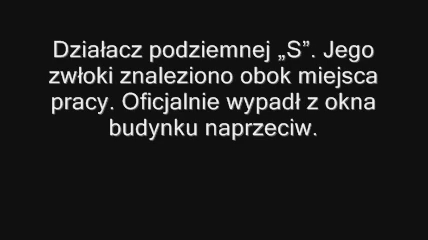 Działacz podziemnej „S”. Jego
zwłoki znaleziono obok miejsca
pracy. Oficjalnie wypadł z okna
budynku naprzeciw.